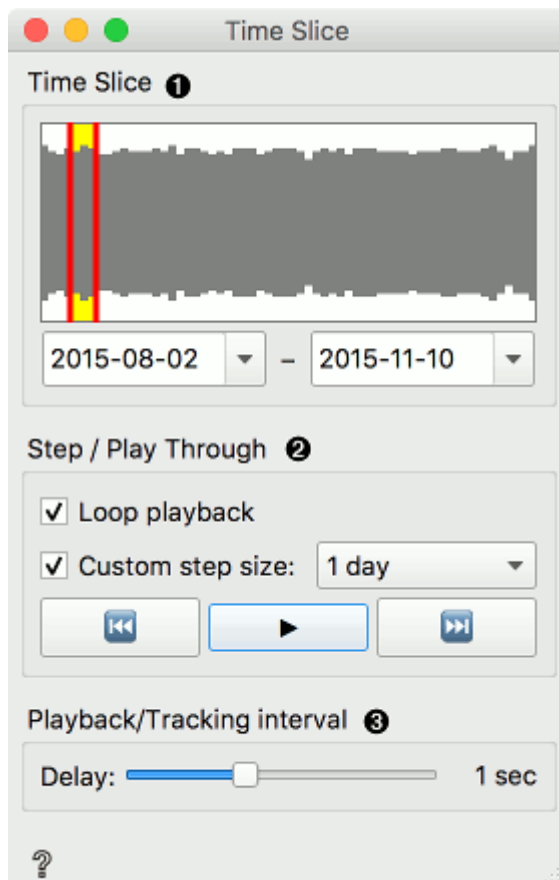 Time Slice
Time Slice ❶
2015-08-02 – 2015-11-10
Step / Play Through ❷
Loop playback
Custom step size: 1 day
Playback/Tracking interval ❸
Delay: 1 sec
?